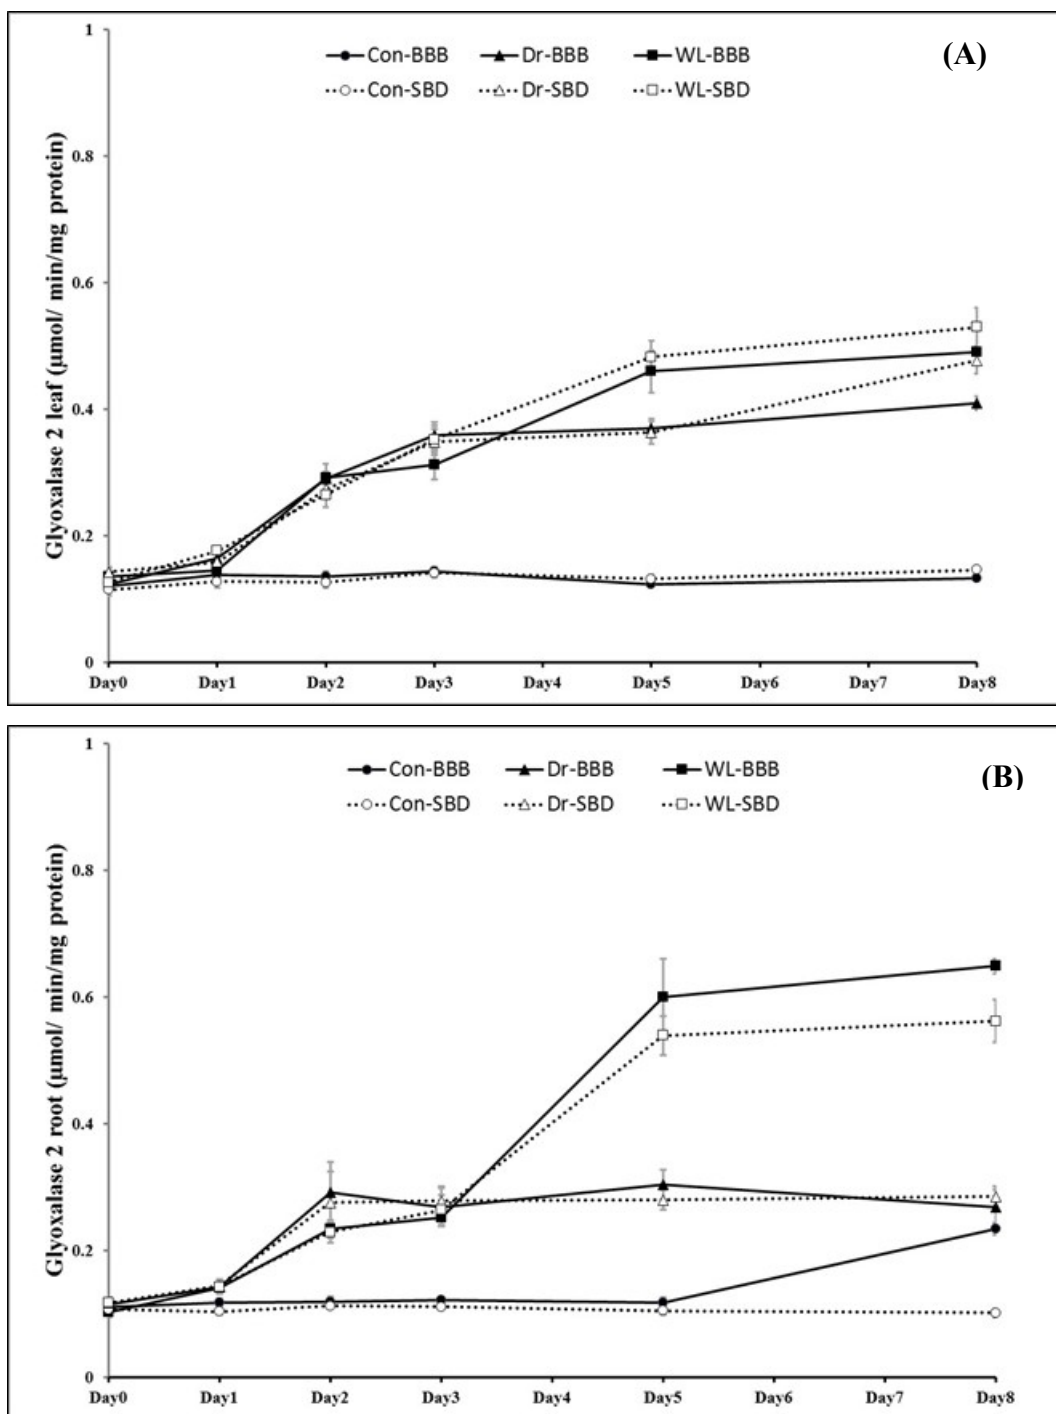 1
Con-BBB Dr-BBB WL-BBB (A)
Con-SBD Dr-SBD WL-SBD
0.8
0.6
0.4
0.2
0
Glyoxalase 2 leaf (µmol/ min/mg protein)
Day0 Day1 Day2 Day3 Day4 Day5 Day6 Day7 Day8
1
Con-BBB Dr-BBB WL-BBB (B)
Con-SBD Dr-SBD WL-SBD
0.8
0.6
0.4
0.2
0
Glyoxalase 2 root (µmol/ min/mg protein)
Day0 Day1 Day2 Day3 Day4 Day5 Day6 Day7 Day8